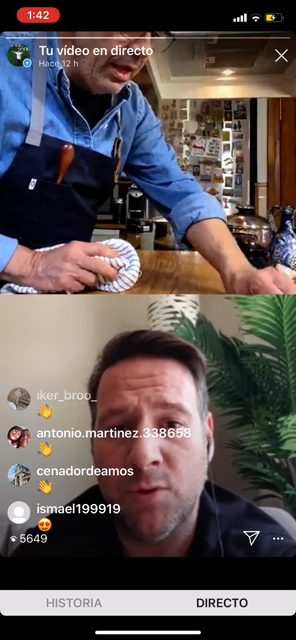 1:42
Tu vídeo en directo
Hace 12 h
iker_broo_
antonio.martinez.338658
cenadordeamos
ismael199919
5649
HISTORIA
DIRECTO